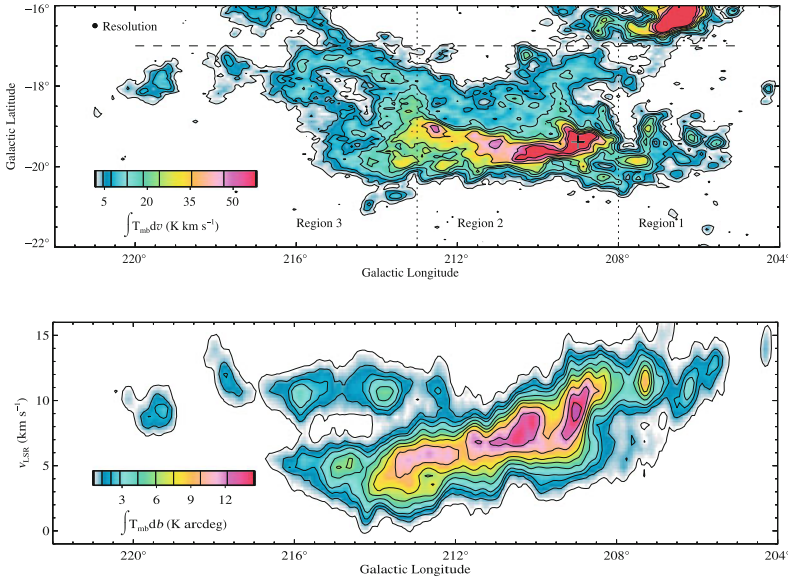 −16°
Resolution
−18°
Galactic Latitude
−20°
5 20 35 50
∫T_mb dv (K km s⁻¹)
Region 3 Region 2 Region 1
−22°
220° 216° 212° 208° 204°
Galactic Longitude
15
10
v_LSR (km s⁻¹)
5
3 6 9 12
∫T_mb db (K arcdeg)
0
220° 216° 212° 208° 204°
Galactic Longitude